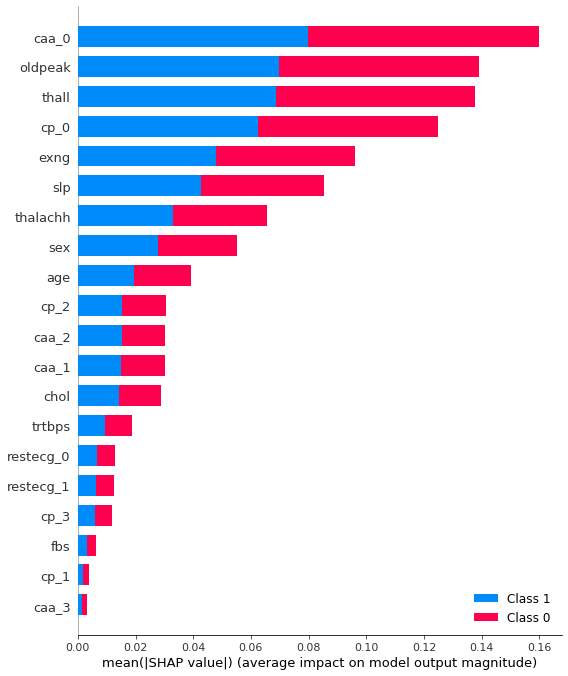 caa_0
oldpeak
thall
cp_0
exng
slp
thalachh
sex
age
cp_2
caa_2
caa_1
chol
trtbps
restecg_0
restecg_1
cp_3
fbs
cp_1
caa_3
Class 1
Class 0
0.00 0.02 0.04 0.06 0.08 0.10 0.12 0.14 0.16
mean(|SHAP value|) (average impact on model output magnitude)